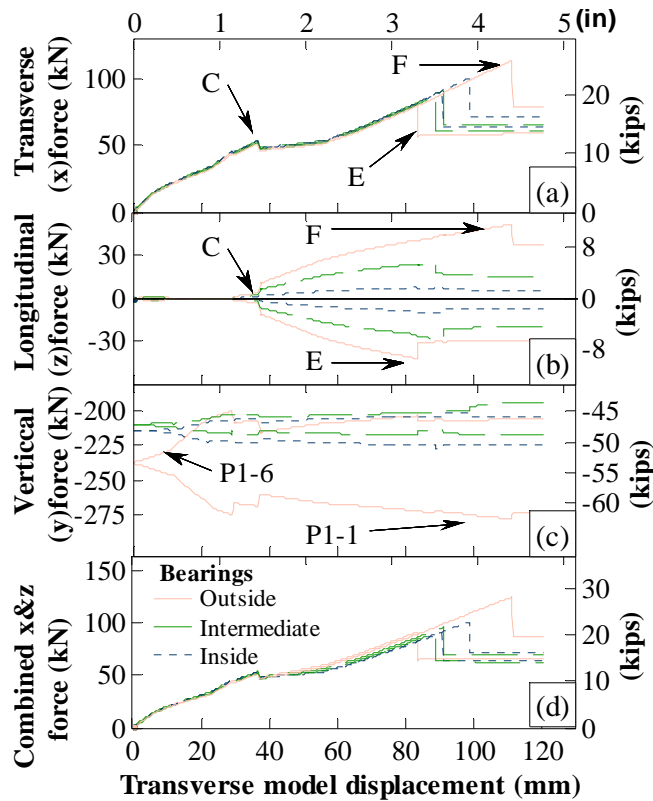 0 1 2 3 4 5 (in)
Transverse
(x)force (kN)
100
50
0
C
F
E
20
10
0
(kips)
(a)
Longitudinal
(z)force (kN)
30
0
-30
C
F
E
8
0
-8
(kips)
(b)
Verticcal
(y)force (kN)
-200
-225
-250
-275
P1-6
P1-1
-45
-50
-55
-60
(kips)
(c)
Combined x&z
force (kN)
150
100
50
0
Bearings
Outside
Intermediate
Inside
30
20
10
0
(kips)
(d)
0 20 40 60 80 100 120
Transverse model displacement (mm)